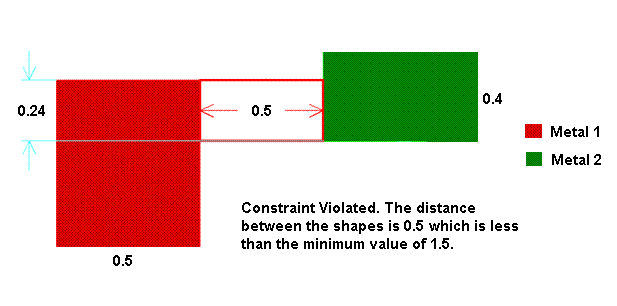 0.24
0.5
0.4
Metal 1
Metal 2
Constraint Violated. The distance
between the shapes is 0.5 which is less
than the minimum value of 1.5.
0.5